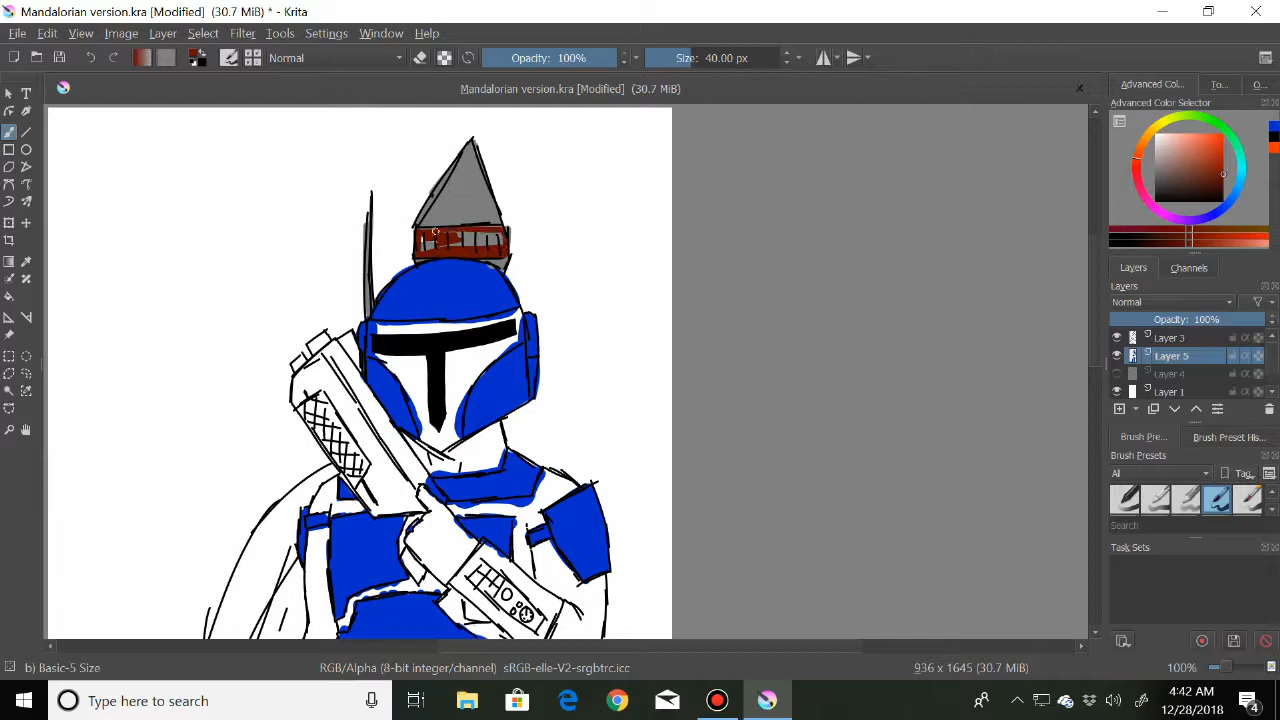 Mandalorian version.kra [Modified] (30.7 MiB) * - Krita
File Edit View Image Layer Select Filter Tools Settings Window Help
Normal Opacity: 100% Size: 40.00 px
Mandalorian version.kra [Modified] (30.7 MiB)
Advanced Col... To... O...
Advanced Color Selector
Layers Channels
Layers
Normal
Opacity: 100%
Layer 3
Layer 5
Layer 4
Layer 1
Brush Pre... Brush Preset His...
Brush Presets
All Tag
Search
Task Sets
b) Basic-5 Size RGB/Alpha (8-bit integer/channel) sRGB-elle-V2-srgbtrc.icc 936 x 1645 (30.7 MiB) 100%
Type here to search
4:42 AM
12/28/2018
4